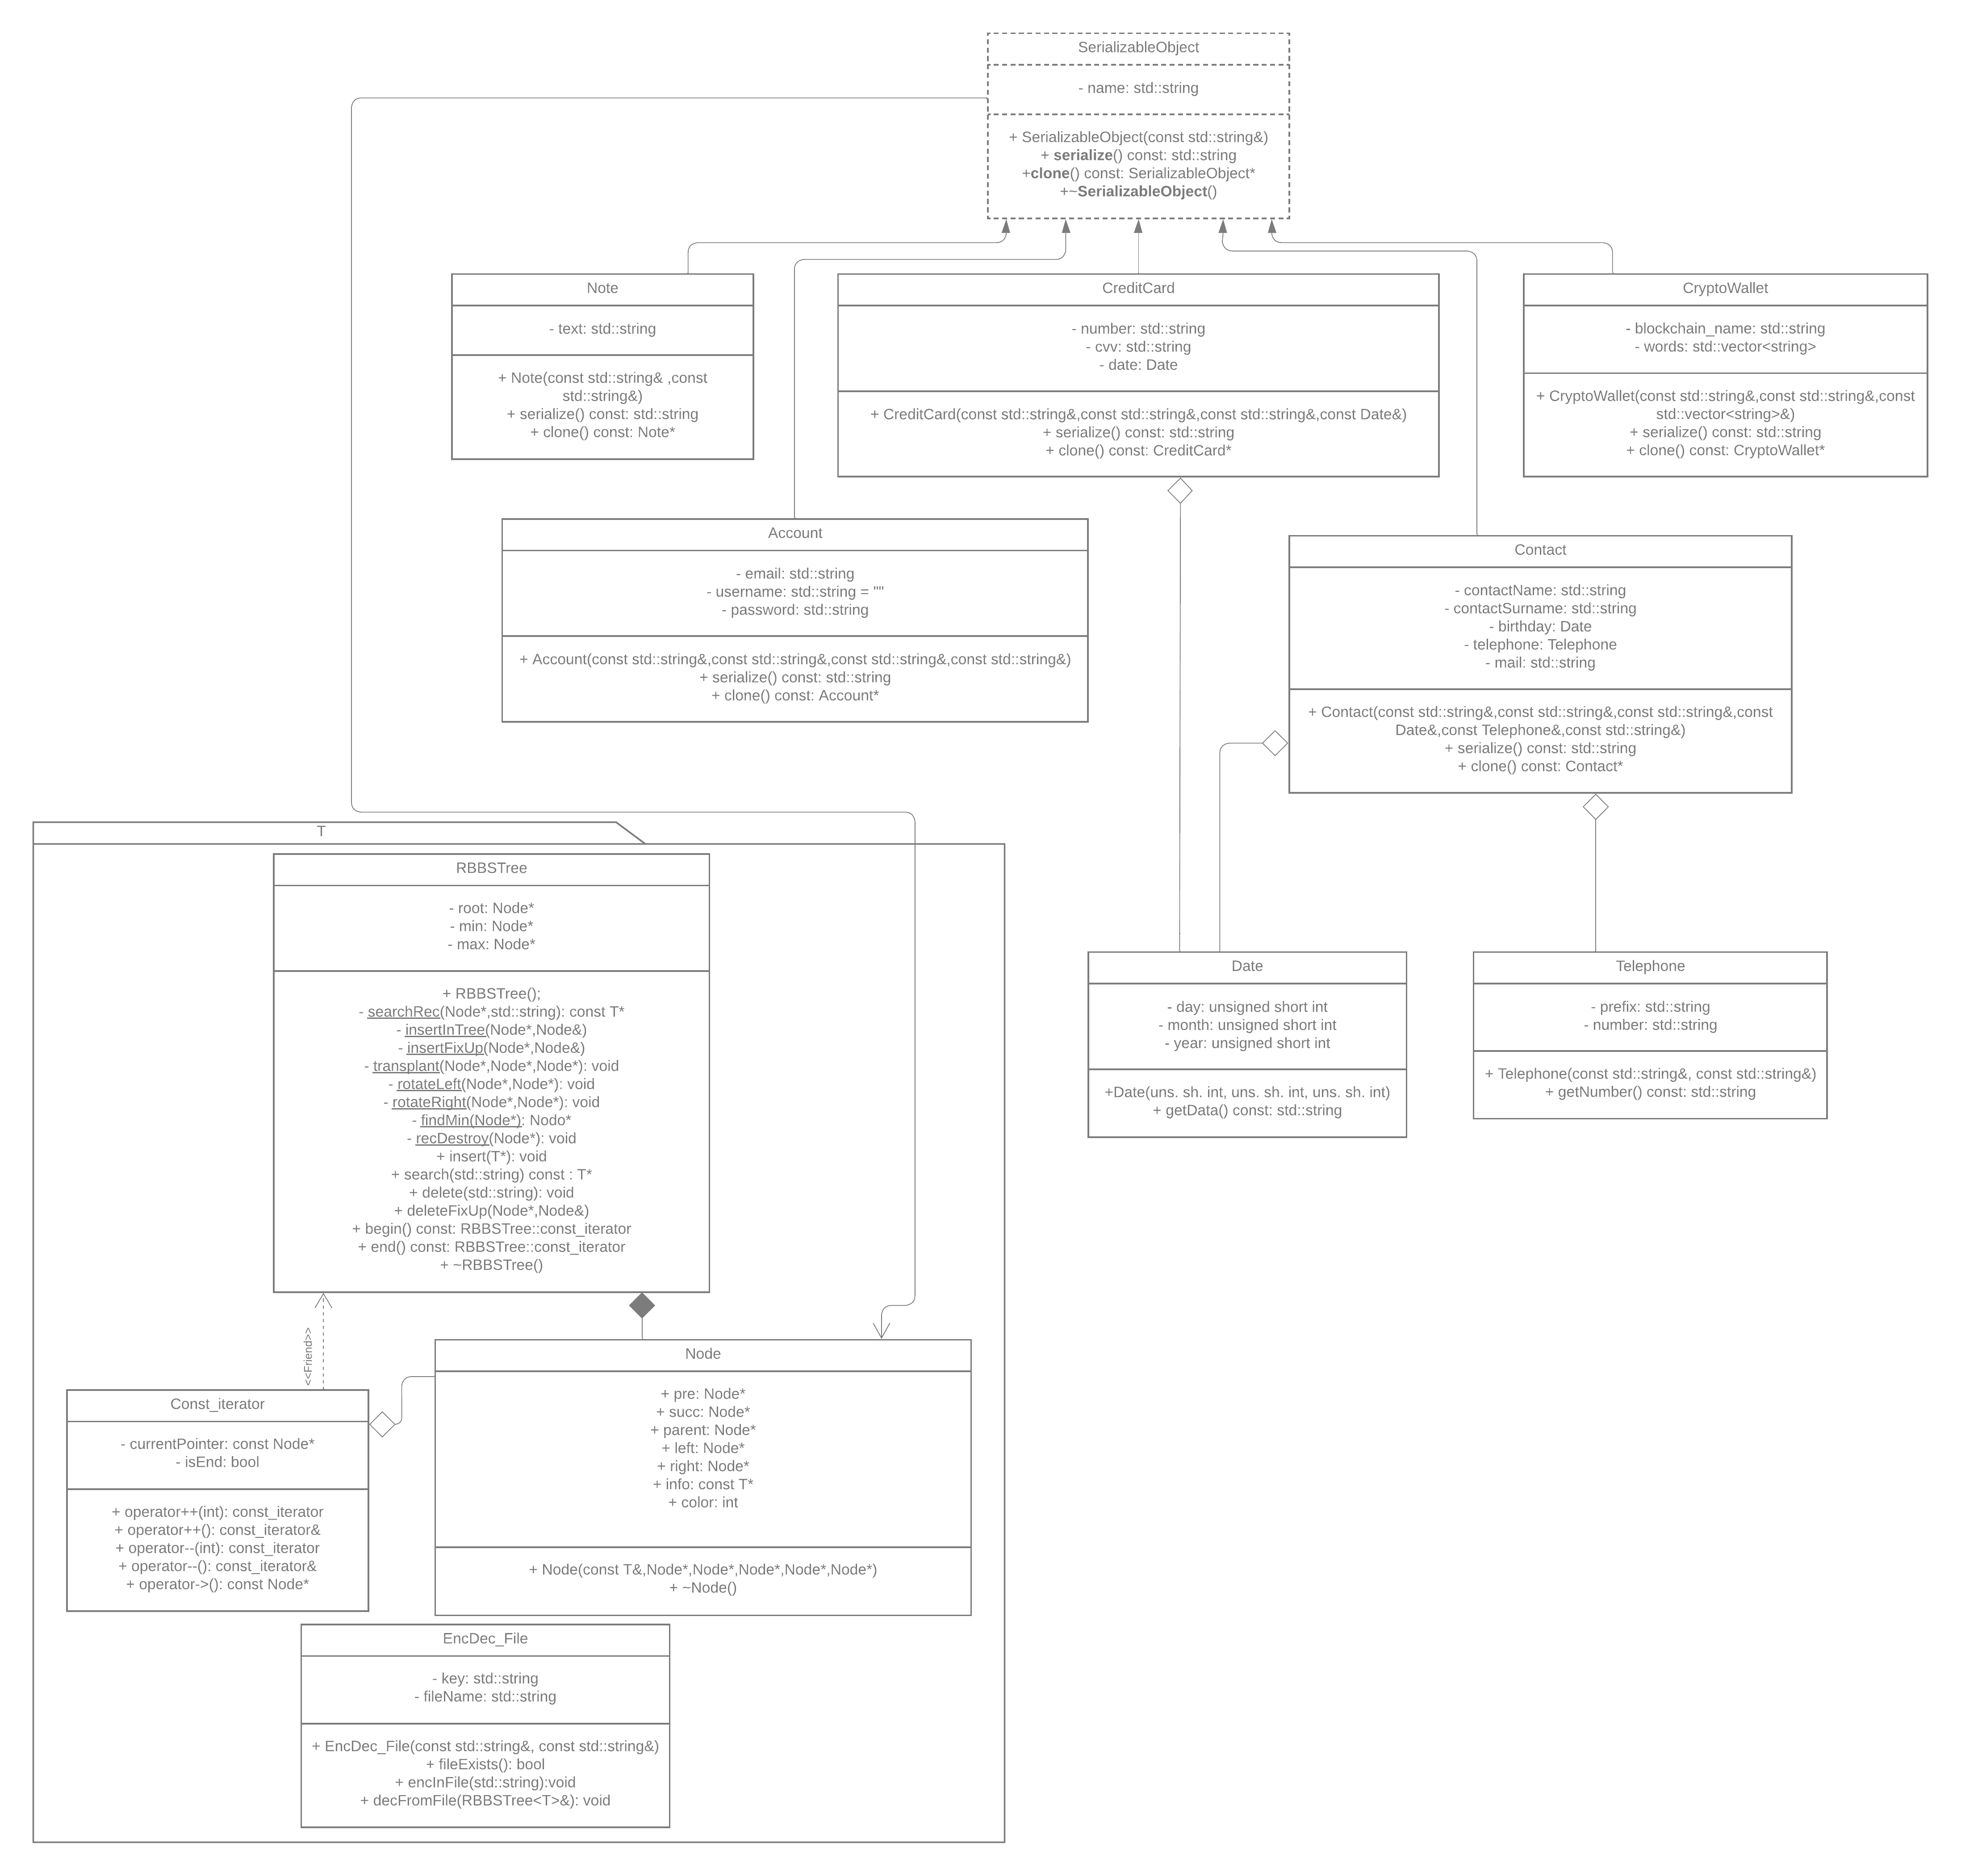 SerializableObject
- name: std::string
+ SerializableObject(const std::string&)
+ serialize() const: std::string
+clone() const: SerializableObject*
+~SerializableObject()
Note
- text: std::string
+ Note(const std::string& ,const
std::string&)
+ serialize() const: std::string
+ clone() const: Note*
CreditCard
- number: std::string
- cvv: std::string
- date: Date
+ CreditCard(const std::string&,const std::string&,const std::string&,const Date&)
+ serialize() const: std::string
+ clone() const: CreditCard*
CryptoWallet
- blockchain_name: std::string
- words: std::vector<string>
+ CryptoWallet(const std::string&,const std::string&,const
std::vector<string>&)
+ serialize() const: std::string
+ clone() const: CryptoWallet*
Account
- email: std::string
- username: std::string = ""
- password: std::string
+ Account(const std::string&,const std::string&,const std::string&,const std::string&)
+ serialize() const: std::string
+ clone() const: Account*
Contact
- contactName: std::string
- contactSurname: std::string
- birthday: Date
- telephone: Telephone
- mail: std::string
+ Contact(const std::string&,const std::string&,const std::string&,const
Date&,const Telephone&,const std::string&)
+ serialize() const: std::string
+ clone() const: Contact*
T
RBBSTree
- root: Node*
- min: Node*
- max: Node*
+ RBBSTree();
- searchRec(Node*,std::string): const T*
- insertInTree(Node*,Node&)
- insertFixUp(Node*,Node&)
- transplant(Node*,Node*,Node*): void
- rotateLeft(Node*,Node*): void
- rotateRight(Node*,Node*): void
- findMin(Node*): Nodo*
- recDestroy(Node*): void
+ insert(T*): void
+ search(std::string) const : T*
+ delete(std::string): void
+ deleteFixUp(Node*,Node&)
+ begin() const: RBBSTree::const_iterator
+ end() const: RBBSTree::const_iterator
+ ~RBBSTree()
Date
- day: unsigned short int
- month: unsigned short int
- year: unsigned short int
+Date(uns. sh. int, uns. sh. int, uns. sh. int)
+ getData() const: std::string
Telephone
- prefix: std::string
- number: std::string
+ Telephone(const std::string&, const std::string&)
+ getNumber() const: std::string
<<Friend>>
Const_iterator
- currentPointer: const Node*
- isEnd: bool
+ operator++(int): const_iterator
+ operator++(): const_iterator&
+ operator--(int): const_iterator
+ operator--(): const_iterator&
+ operator->(): const Node*
Node
+ pre: Node*
+ succ: Node*
+ parent: Node*
+ left: Node*
+ right: Node*
+ info: const T*
+ color: int
+ Node(const T&,Node*,Node*,Node*,Node*,Node*)
+ ~Node()
EncDec_File
- key: std::string
- fileName: std::string
+ EncDec_File(const std::string&, const std::string&)
+ fileExists(): bool
+ encInFile(std::string):void
+ decFromFile(RBBSTree<T>&): void